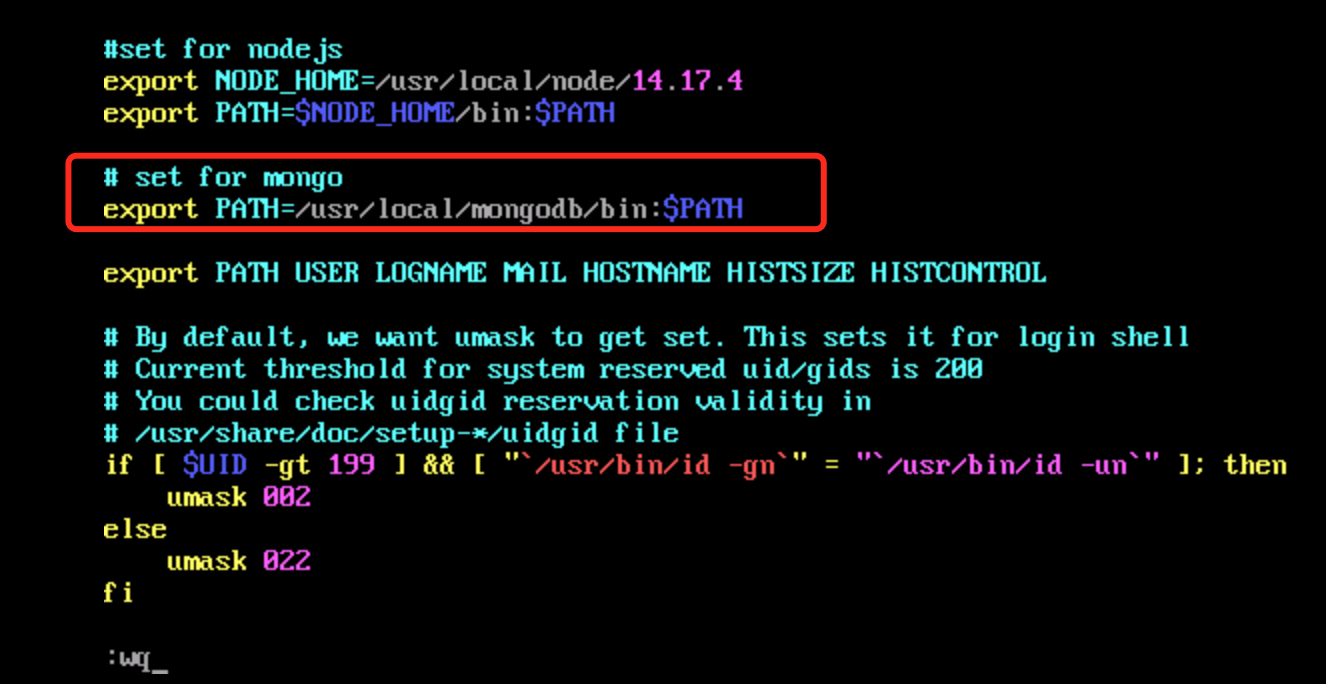 #set for nodejs
export NODE_HOME=/usr/local/node/14.17.4
export PATH=$NODE_HOME/bin:$PATH
# set for mongo
export PATH=/usr/local/mongodb/bin:$PATH
export PATH USER LOGNAME MAIL HOSTNAME HISTSIZE HISTCONTROL
# By default, we want umask to get set. This sets it for login shell
# Current threshold for system reserved uid/gids is 200
# You could check uidgid reservation validity in
# /usr/share/doc/setup-*/uidgid file
if [ $UID -gt 199 ] && [ "`/usr/bin/id -gn`" = "`/usr/bin/id -un`" ]; then
    umask 002
else
    umask 022
fi
:wq_